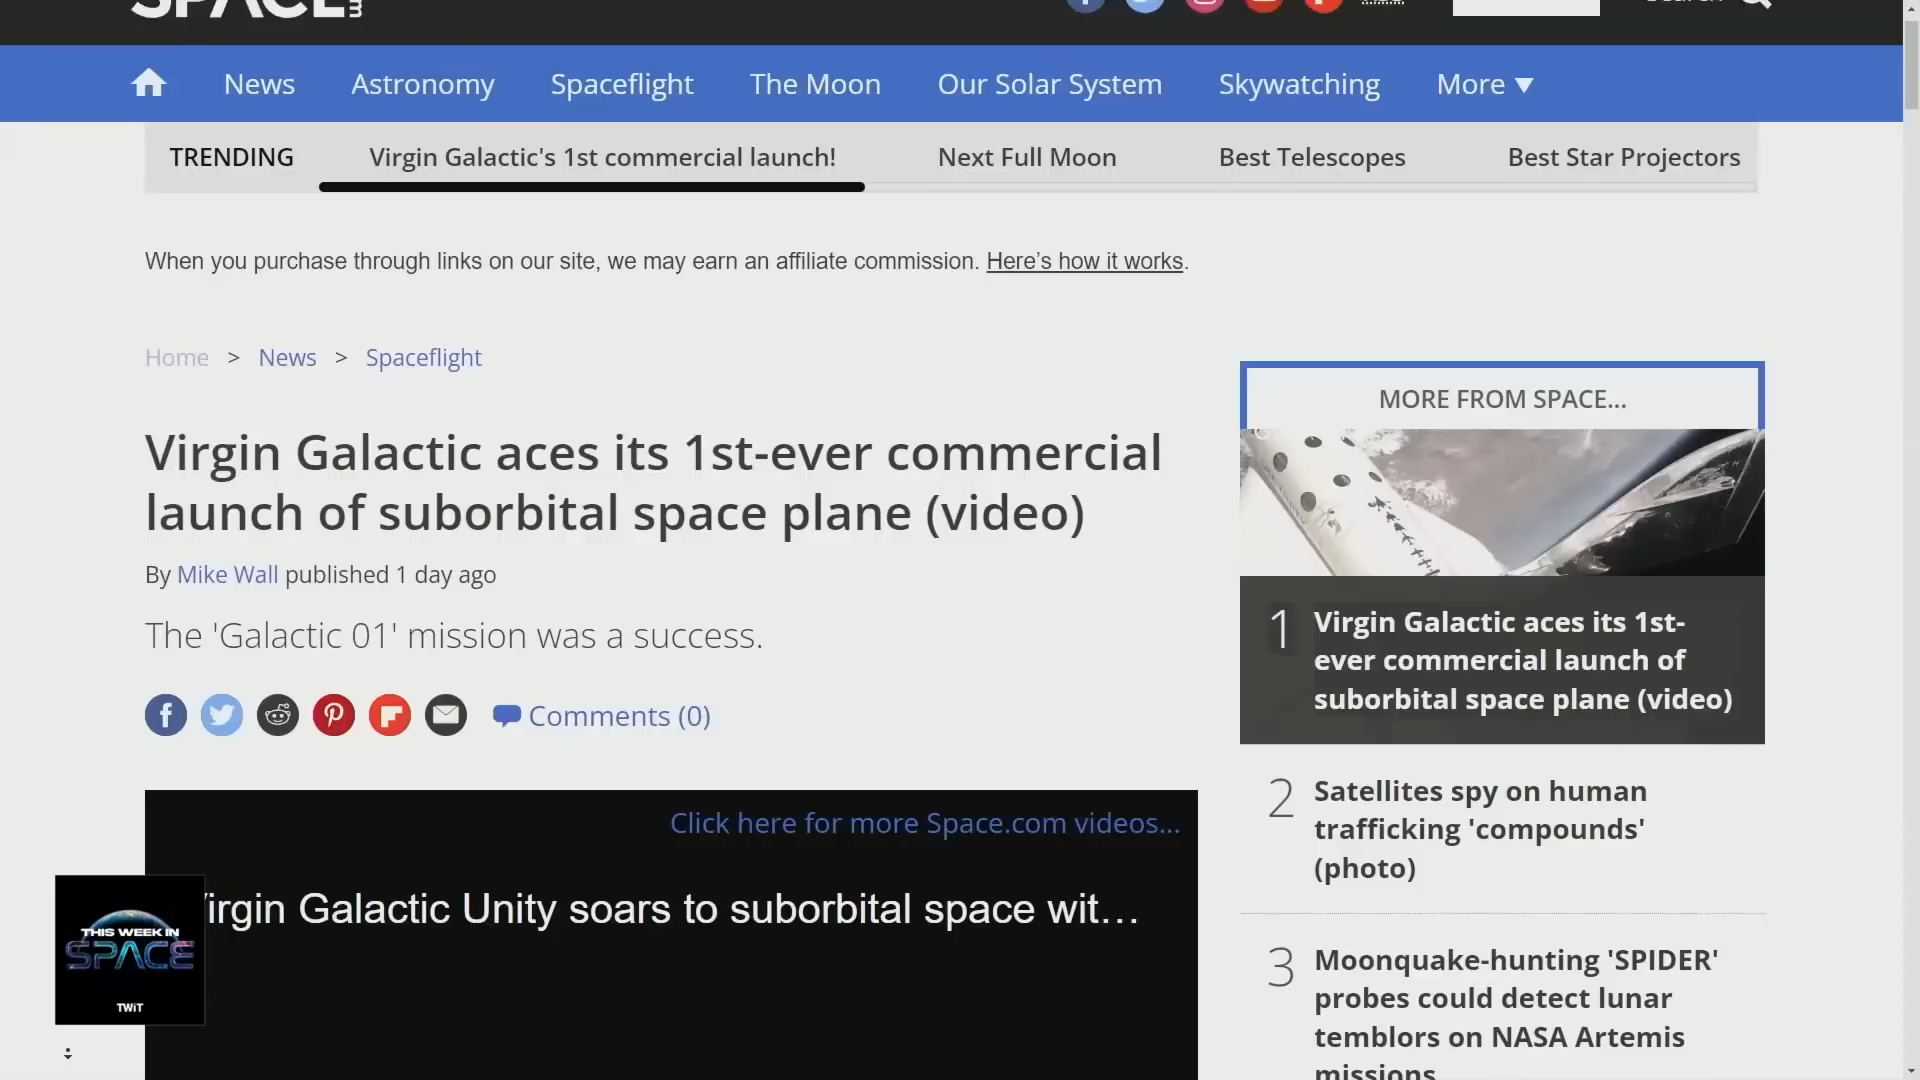 SPACE
News Astronomy Spaceflight The Moon Our Solar System Skywatching More
TRENDING Virgin Galactic's 1st commercial launch! Next Full Moon Best Telescopes Best Star Projectors
When you purchase through links on our site, we may earn an affiliate commission. Here’s how it works.
Home > News > Spaceflight
Virgin Galactic aces its 1st-ever commercial
launch of suborbital space plane (video)
By Mike Wall published 1 day ago
The 'Galactic 01' mission was a success.
Comments (0)
Click here for more Space.com videos...
Virgin Galactic Unity soars to suborbital space wit…
THIS WEEK IN
SPACE
TWiT
MORE FROM SPACE...
1 Virgin Galactic aces its 1st-
ever commercial launch of
suborbital space plane (video)
2 Satellites spy on human
trafficking 'compounds'
(photo)
3 Moonquake-hunting 'SPIDER'
probes could detect lunar
temblors on NASA Artemis
missions